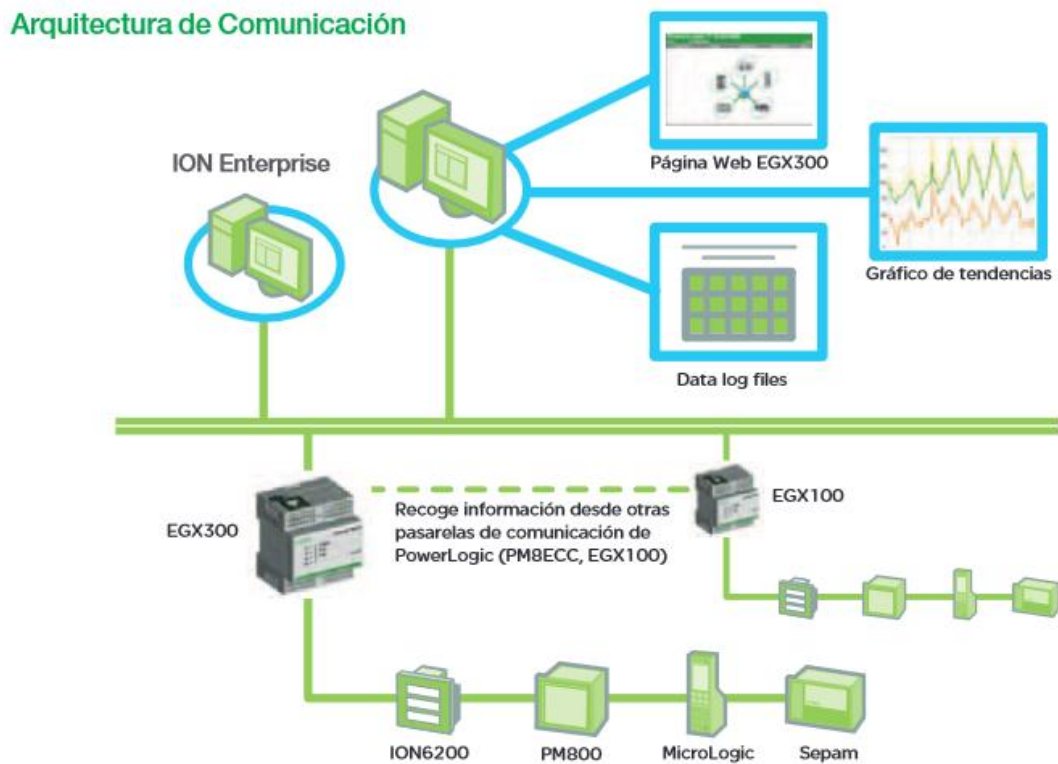 Arquitectura de Comunicación
ION Enterprise
Página Web EGX300
Gráfico de tendencias
Data log files
EGX300
Recoge información desde otras
pasarelas de comunicación de
PowerLogic (PM8ECC, EGX100)
EGX100
ION6200
PM800
MicroLogic
Sepam